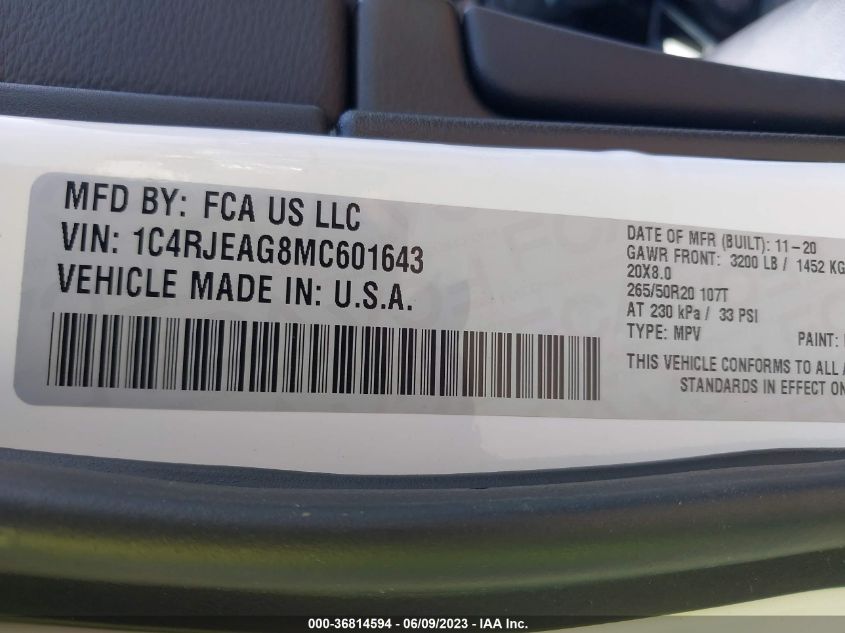 MFD BY: FCA US LLC
VIN: 1C4RJEAG8MC601643
VEHICLE MADE IN: U.S.A.
DATE OF MFR (BUILT): 11-20
GAWR FRONT: 3200 LB / 1452 KG
20X8.0
265/50R20 107T
AT 230 kPa / 33 PSI
TYPE: MPV PAINT:
THIS VEHICLE CONFORMS TO ALL
STANDARDS IN EFFECT ON
000-36814594 / 06/09/2023 - IAA Inc.